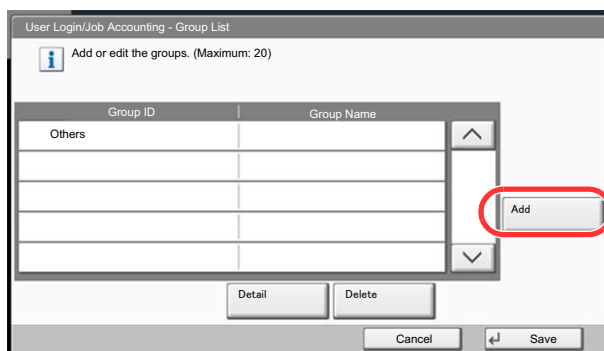 User Login/Job Accounting - Group List
Add or edit the groups. (Maximum: 20)
Group ID Group Name
Others
Add
Detail Delete
Cancel Save